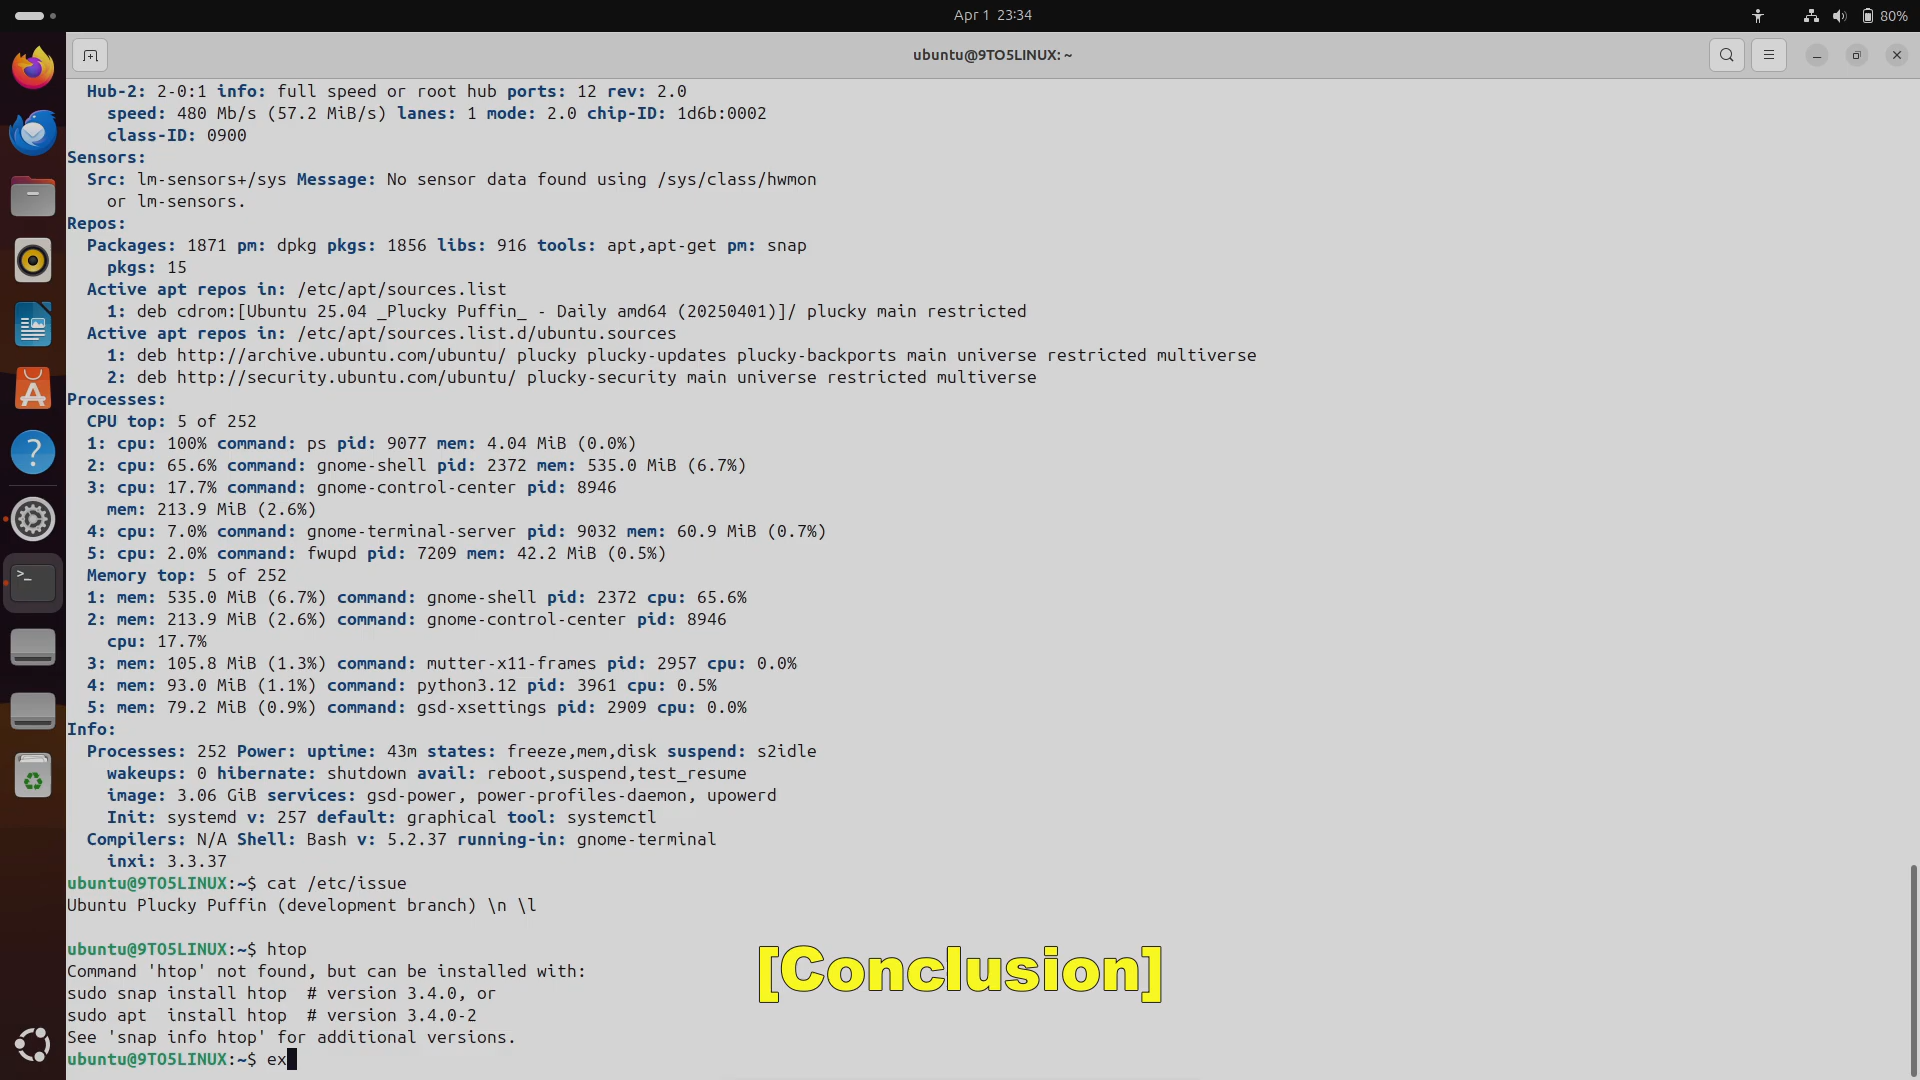 Apr 1 23:34
80%
ubuntu@9TO5LINUX: ~
Hub-2: 2-0:1 info: full speed or root hub ports: 12 rev: 2.0
speed: 480 Mb/s (57.2 MiB/s) lanes: 1 mode: 2.0 chip-ID: 1d6b:0002
class-ID: 0900
Sensors:
Src: lm-sensors+/sys Message: No sensor data found using /sys/class/hwmon
or lm-sensors.
Repos:
Packages: 1871 pm: dpkg pkgs: 1856 libs: 916 tools: apt,apt-get pm: snap
pkgs: 15
Active apt repos in: /etc/apt/sources.list
1: deb cdrom:[Ubuntu 25.04 _Plucky Puffin_ - Daily amd64 (20250401)]/ plucky main restricted
Active apt repos in: /etc/apt/sources.list.d/ubuntu.sources
1: deb http://archive.ubuntu.com/ubuntu/ plucky plucky-updates plucky-backports main universe restricted multiverse
2: deb http://security.ubuntu.com/ubuntu/ plucky-security main universe restricted multiverse
Processes:
CPU top: 5 of 252
1: cpu: 100% command: ps pid: 9077 mem: 4.04 MiB (0.0%)
2: cpu: 65.6% command: gnome-shell pid: 2372 mem: 535.0 MiB (6.7%)
3: cpu: 17.7% command: gnome-control-center pid: 8946
mem: 213.9 MiB (2.6%)
4: cpu: 7.0% command: gnome-terminal-server pid: 9032 mem: 60.9 MiB (0.7%)
5: cpu: 2.0% command: fwupd pid: 7209 mem: 42.2 MiB (0.5%)
Memory top: 5 of 252
1: mem: 535.0 MiB (6.7%) command: gnome-shell pid: 2372 cpu: 65.6%
2: mem: 213.9 MiB (2.6%) command: gnome-control-center pid: 8946
cpu: 17.7%
3: mem: 105.8 MiB (1.3%) command: mutter-x11-frames pid: 2957 cpu: 0.0%
4: mem: 93.0 MiB (1.1%) command: python3.12 pid: 3961 cpu: 0.5%
5: mem: 79.2 MiB (0.9%) command: gsd-xsettings pid: 2909 cpu: 0.0%
Info:
Processes: 252 Power: uptime: 43m states: freeze,mem,disk suspend: s2idle
wakeups: 0 hibernate: shutdown avail: reboot,suspend,test_resume
image: 3.06 GiB services: gsd-power, power-profiles-daemon, upowerd
Init: systemd v: 257 default: graphical tool: systemctl
Compilers: N/A Shell: Bash v: 5.2.37 running-in: gnome-terminal
inxi: 3.3.37
ubuntu@9TO5LINUX:~$ cat /etc/issue
Ubuntu Plucky Puffin (development branch) \n \l
ubuntu@9TO5LINUX:~$ htop
Command 'htop' not found, but can be installed with:
sudo snap install htop  # version 3.4.0, or
sudo apt  install htop  # version 3.4.0-2
See 'snap info htop' for additional versions.
ubuntu@9TO5LINUX:~$ ex
[Conclusion]